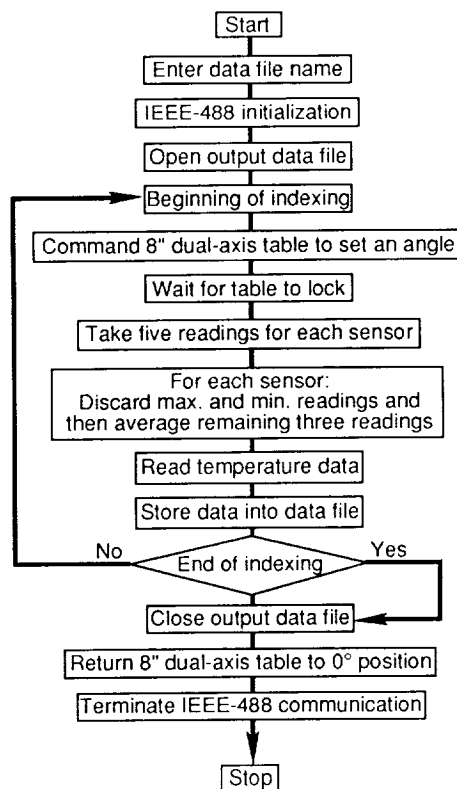 Start
Enter data file name
IEEE-488 initialization
Open output data file
Beginning of indexing
Command 8" dual-axis table to set an angle
Wait for table to lock
Take five readings for each sensor
For each sensor:
Discard max. and min. readings and
then average remaining three readings
Read temperature data
Store data into data file
No
Yes
End of indexing
Close output data file
Return 8" dual-axis table to 0° position
Terminate IEEE-488 communication
Stop